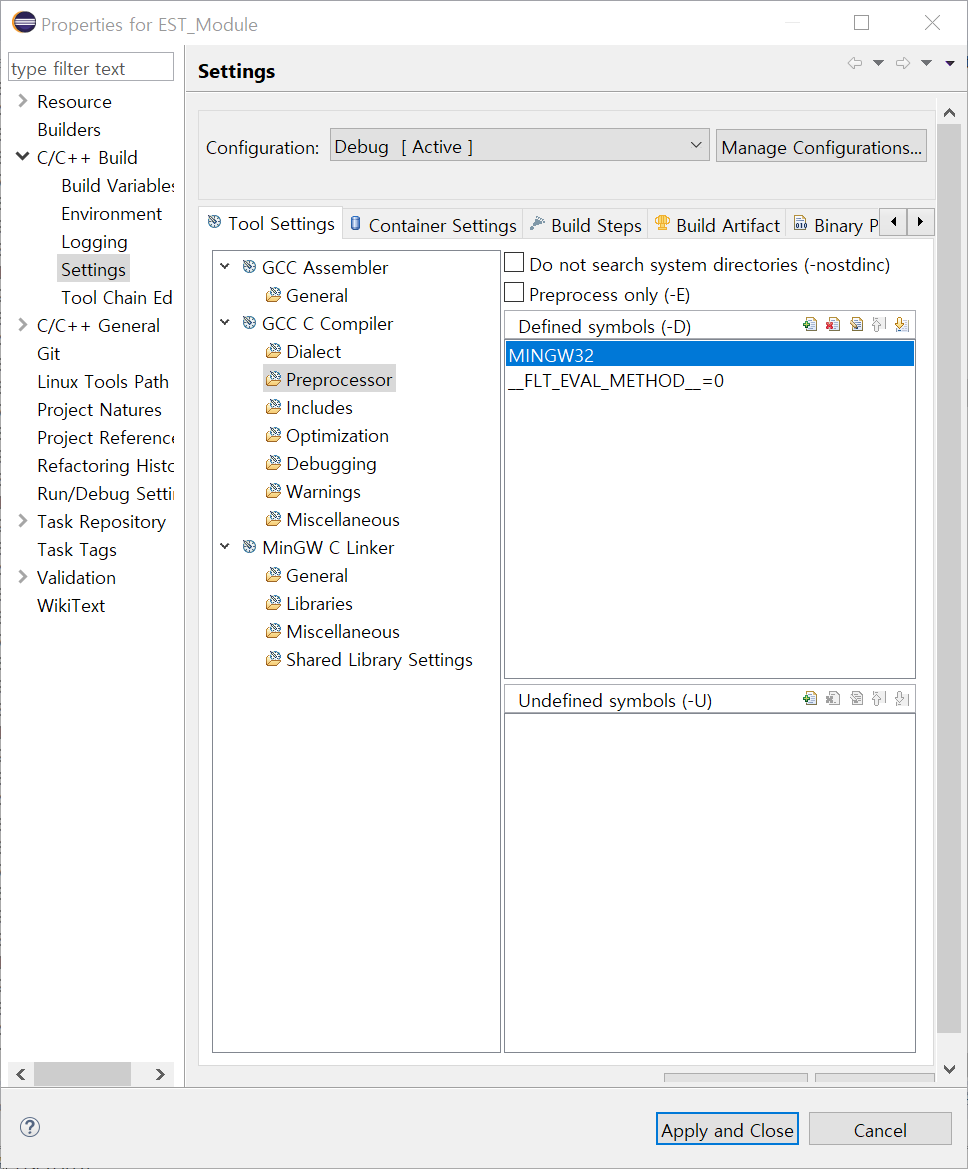 Properties for EST_Module
type filter text
Resource
Builders
C/C++ Build
Build Variables
Environment
Logging
Settings
Tool Chain Ed
C/C++ General
Git
Linux Tools Path
Project Natures
Project Reference
Refactoring Histo
Run/Debug Setti
Task Repository
Task Tags
Validation
WikiText
Settings
Configuration: Debug [ Active ] Manage Configurations...
Tool Settings Container Settings Build Steps Build Artifact Binary P
GCC Assembler
General
GCC C Compiler
Dialect
Preprocessor
Includes
Optimization
Debugging
Warnings
Miscellaneous
MinGW C Linker
General
Libraries
Miscellaneous
Shared Library Settings
Do not search system directories (-nostdinc)
Preprocess only (-E)
Defined symbols (-D)
MINGW32
__FLT_EVAL_METHOD__=0
Undefined symbols (-U)
Apply and Close Cancel